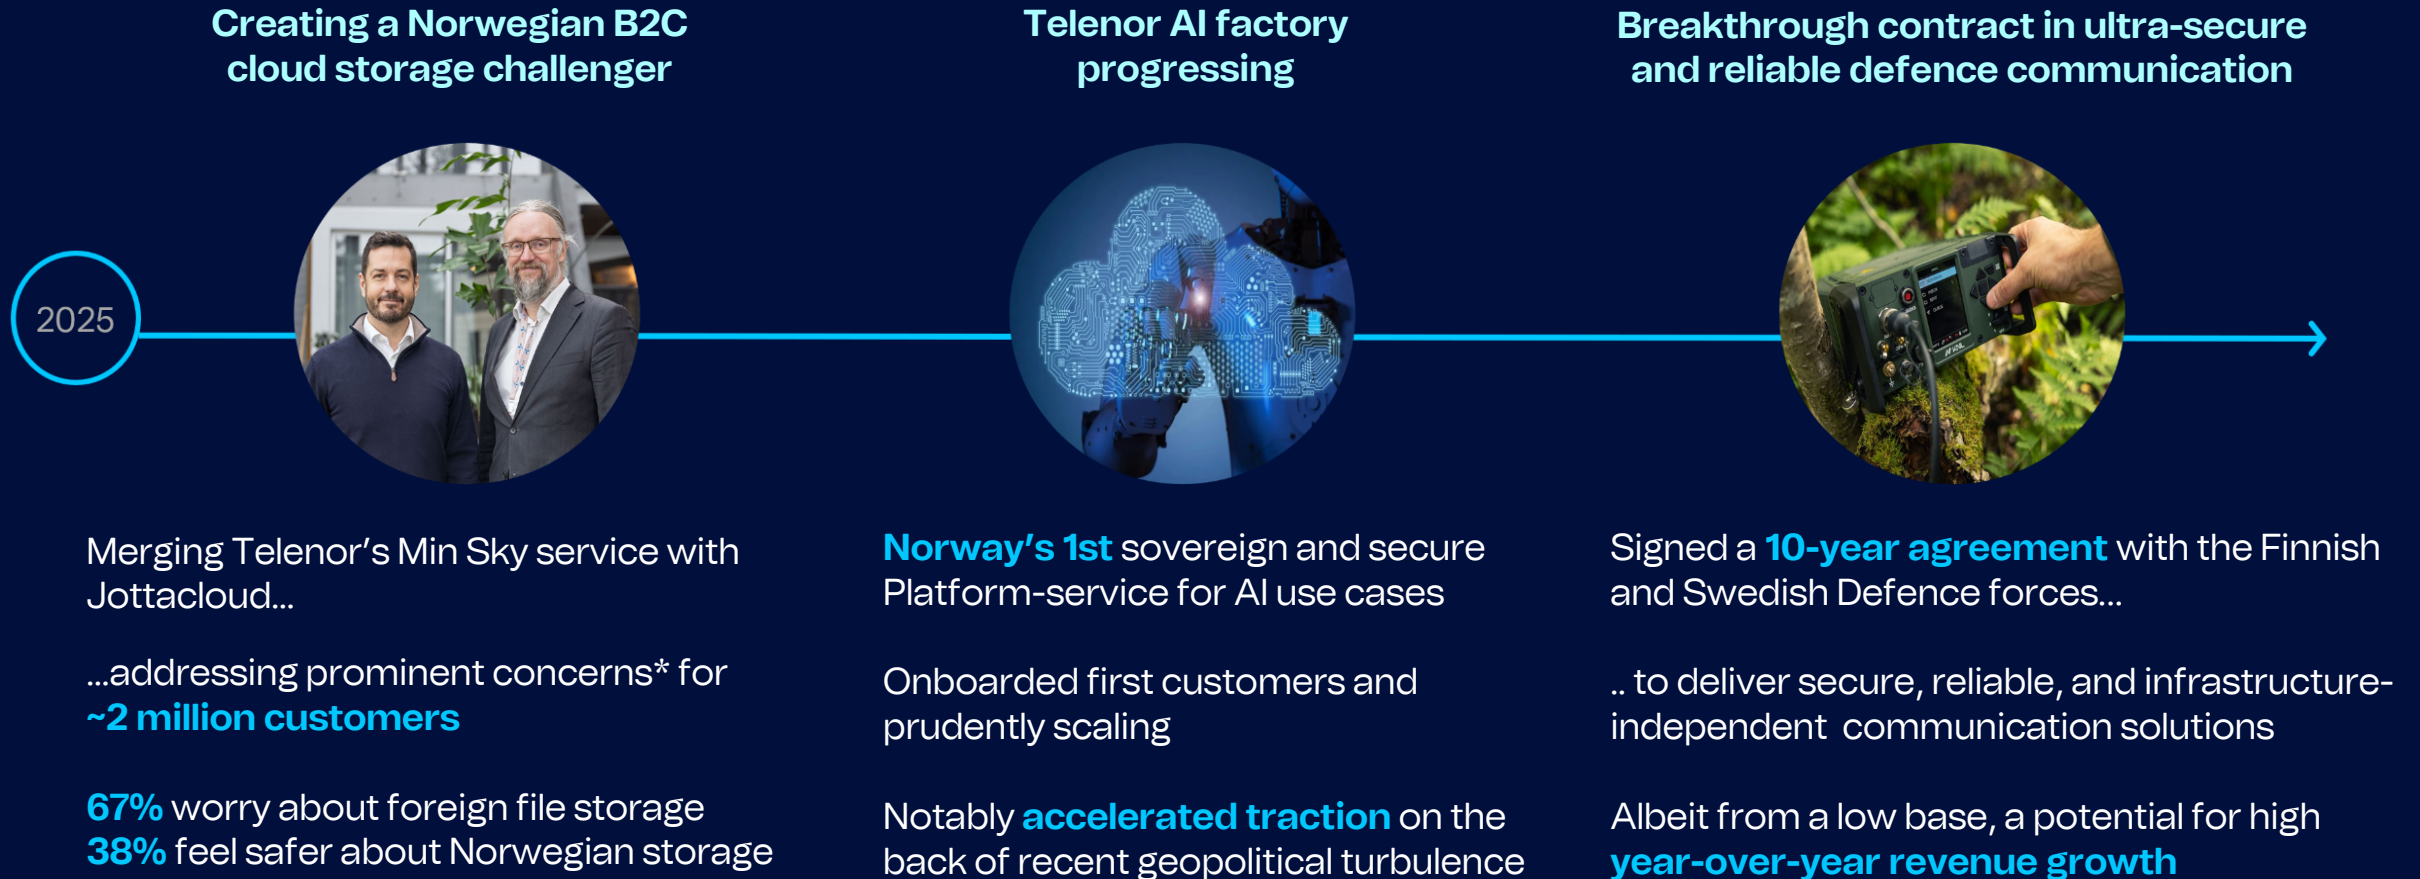 Creating a Norwegian B2C
cloud storage challenger
Telenor AI factory
progressing
Breakthrough contract in ultra-secure
and reliable defence communication
2025
Merging Telenor's Min Sky service with
Jottacloud...
...addressing prominent concerns* for
~2 million customers
67% worry about foreign file storage
38% feel safer about Norwegian storage
Norway's 1st sovereign and secure
Platform-service for AI use cases
Onboarded first customers and
prudently scaling
Notably accelerated traction on the
back of recent geopolitical turbulence
Signed a 10-year agreement with the Finnish
and Swedish Defence forces...
.. to deliver secure, reliable, and infrastructure-
independent  communication solutions
Albeit from a low base, a potential for high
year-over-year revenue growth